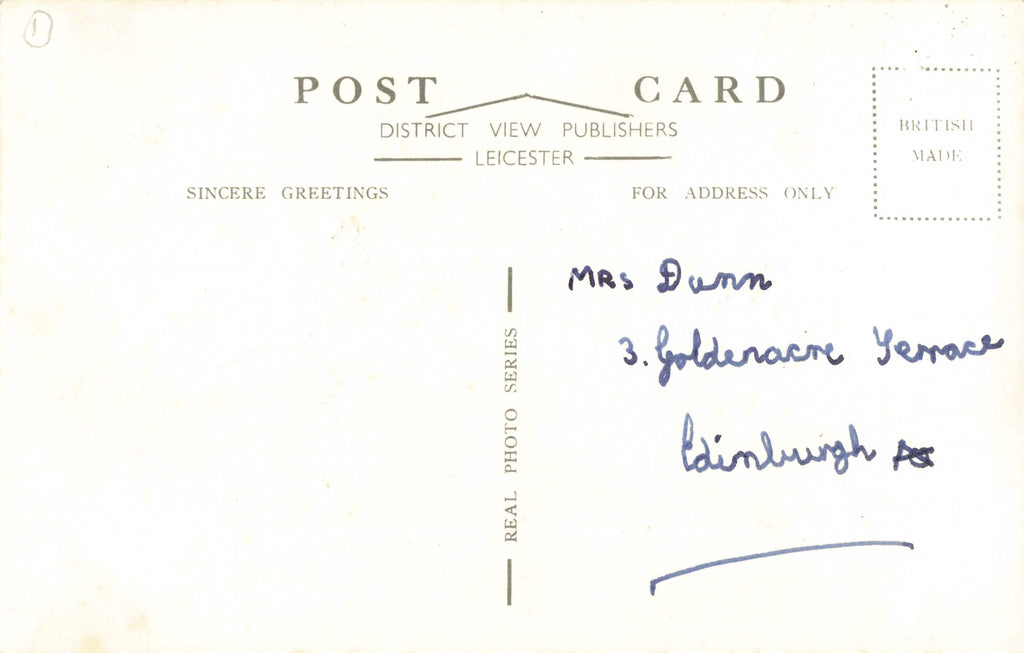 1
POST CARD
DISTRICT VIEW PUBLISHERS
LEICESTER
SINCERE GREETINGS
FOR ADDRESS ONLY
BRITISH
MADE
REAL PHOTO SERIES
MRs Dunn
3. Goldenacre Terrace
Edinburgh